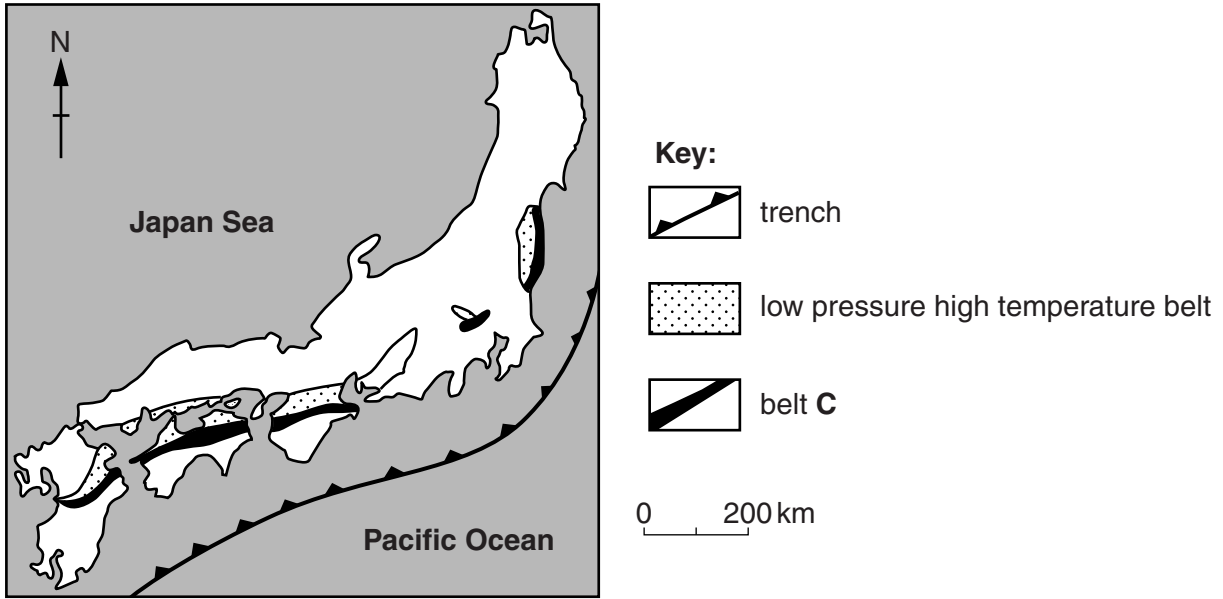 N
Japan Sea
Pacific Ocean
Key:
trench
low pressure high temperature belt
belt C
0 200 km